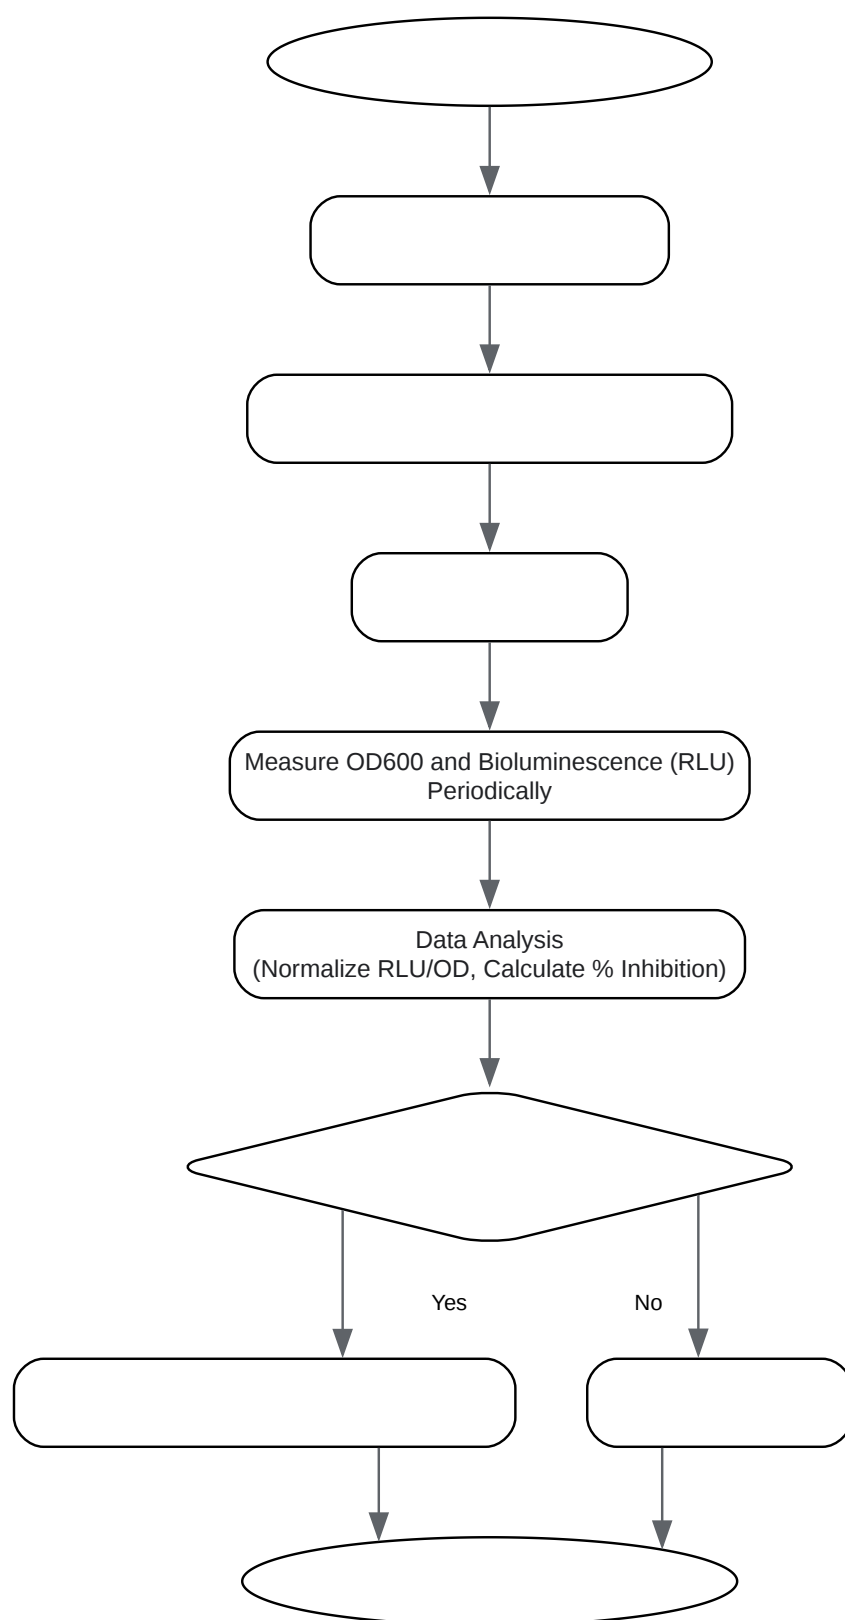 Measure OD600 and Bioluminescence (RLU)
Periodically
Data Analysis
(Normalize RLU/OD, Calculate % Inhibition)
Yes
No